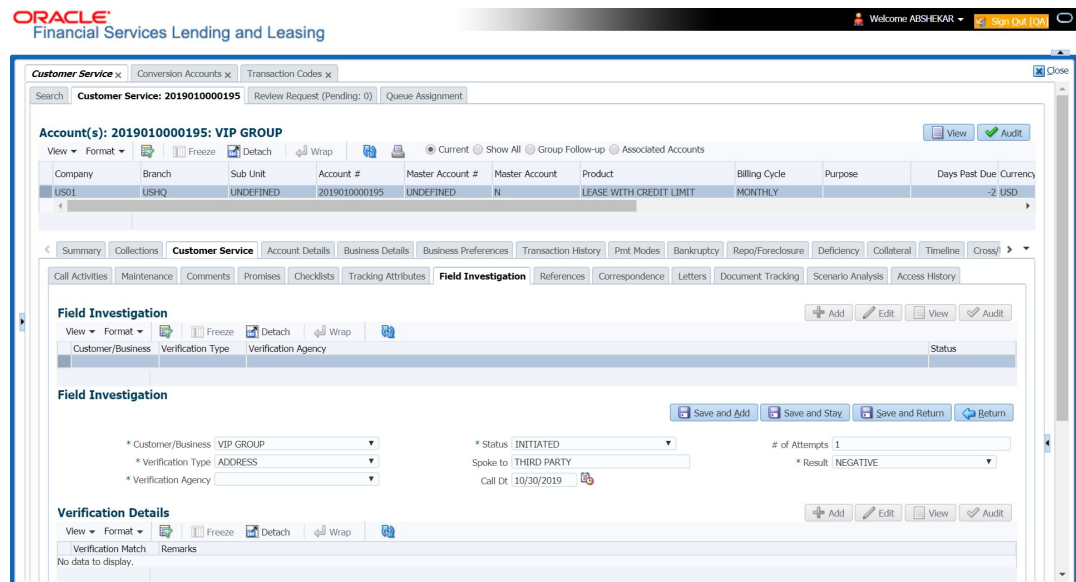 ORACLE
Financial Services Lending and Leasing
Welcome ABSHEKAR
Sign Out [QA]
Customer Service x Conversion Accounts x Transaction Codes x
Close
Search Customer Service: 2019010000195 Review Request (Pending: 0) Queue Assignment
Account(s): 2019010000195: VIP GROUP
View Audit
View Format Freeze Detach Wrap Current Show All Group Follow-up Associated Accounts
Company Branch Sub Unit Account # Master Account # Master Account Product Billing Cycle Purpose Days Past Due Currency
US01 USHQ UNDEFINED 2019010000195 UNDEFINED N LEASE WITH CREDIT LIMIT MONTHLY -2 USD
Summary Collections Customer Service Account Details Business Details Business Preferences Transaction History Pmt Modes Bankruptcy Repo/Foreclosure Deficiency Collateral Timeline Cross/
Call Activities Maintenance Comments Promises Checklists Tracking Attributes Field Investigation References Correspondence Letters Document Tracking Scenario Analysis Access History
Field Investigation
Add Edit View Audit
View Format Freeze Detach Wrap
Customer/Business Verification Type Verification Agency Status
Field Investigation
Save and Add Save and Stay Save and Return Return
* Customer/Business VIP GROUP * Status INITIATED # of Attempts 1
* Verification Type ADDRESS Spoke to THIRD PARTY * Result NEGATIVE
* Verification Agency Call Dt 10/30/2019
Verification Details
Add Edit View Audit
View Format Freeze Detach Wrap
Verification Match Remarks
No data to display.